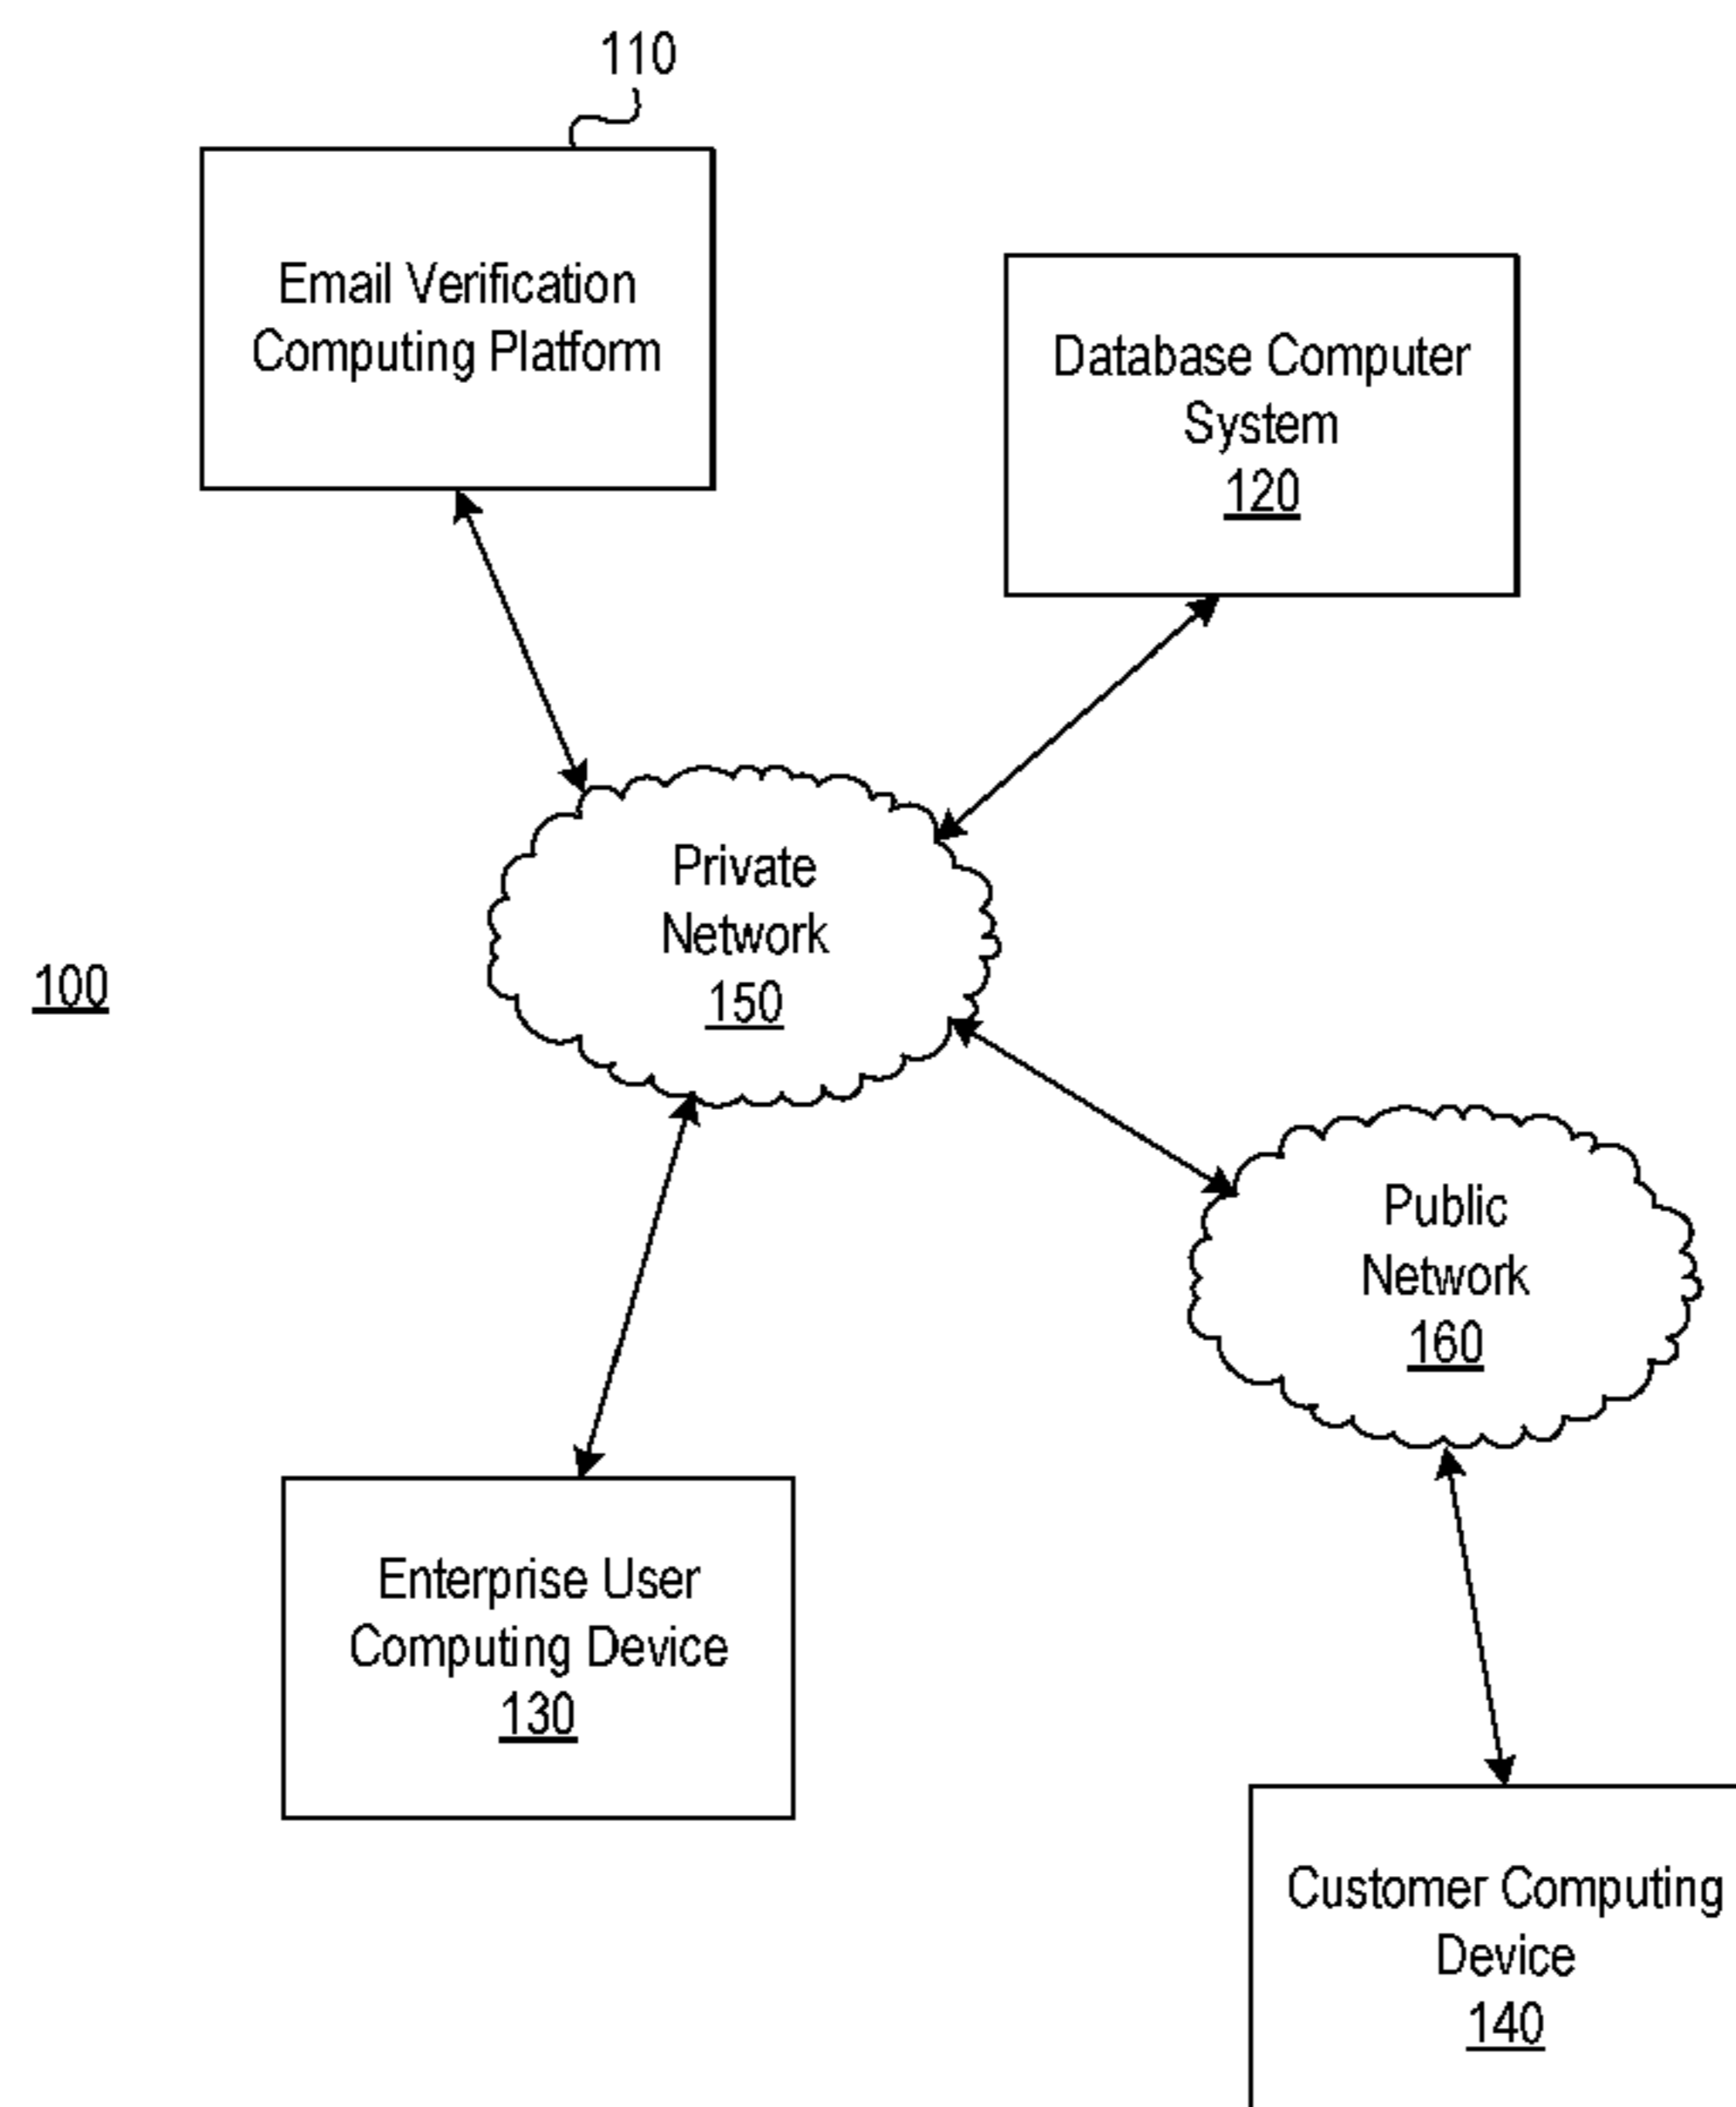 110
Email Verification
Computing Platform
Database Computer
System
120
Private
Network
150
100
Public
Network
160
Enterprise User
Computing Device
130
Customer Computing
Device
140